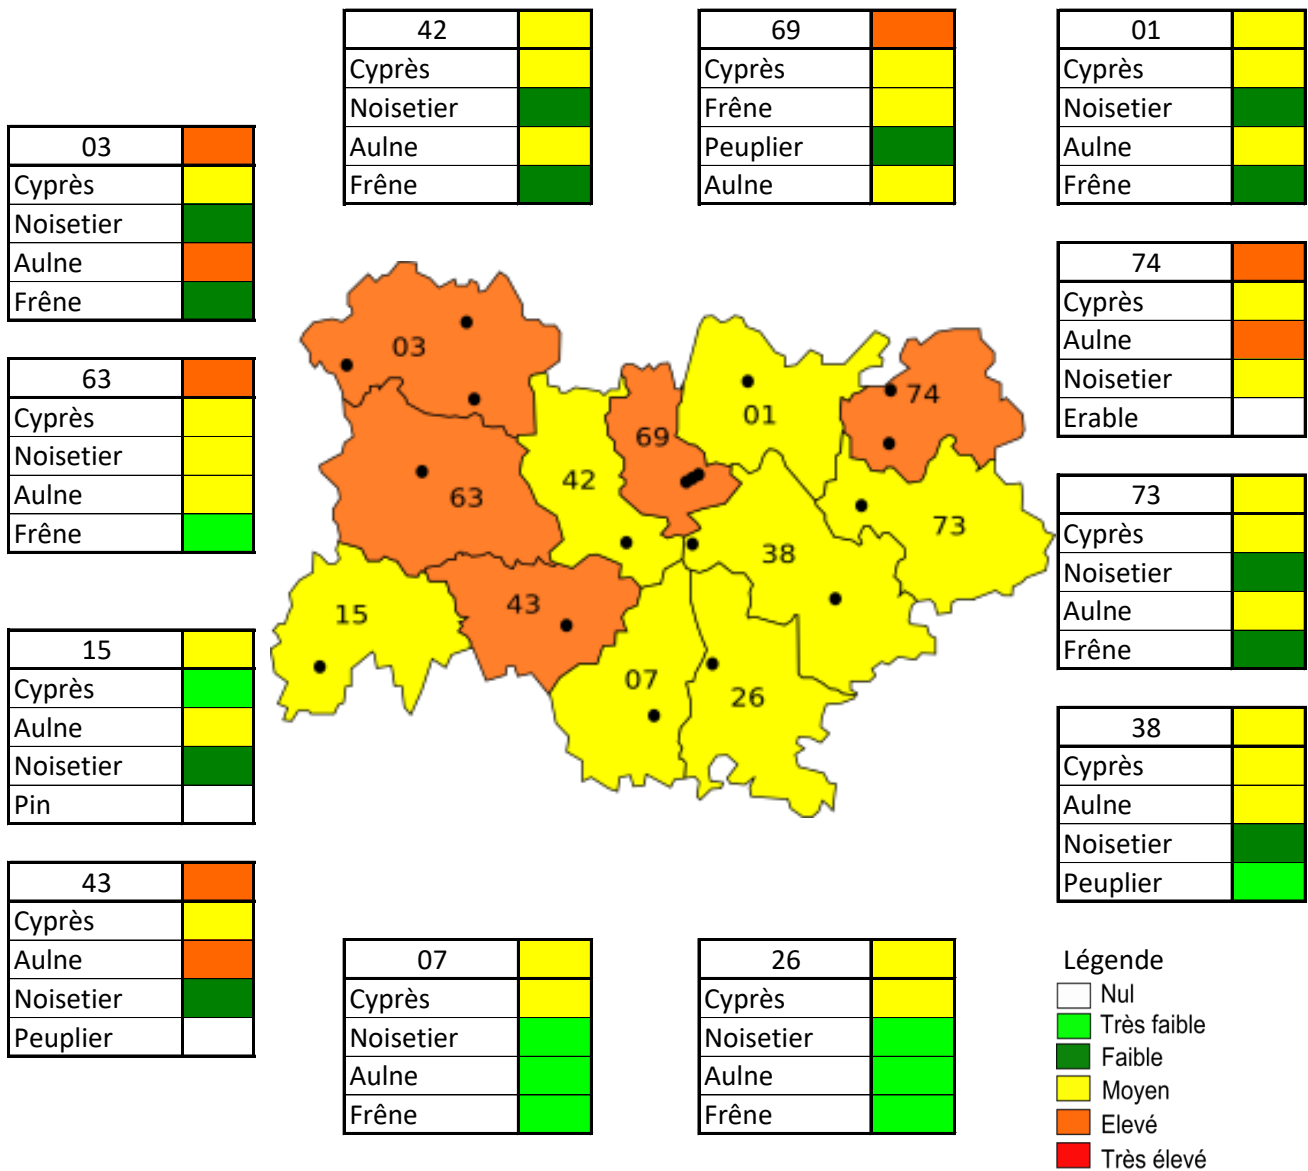 42
Cyprès
Noisetier
Aulne
Frêne
69
Cyprès
Frêne
Peuplier
Aulne
01
Cyprès
Noisetier
Aulne
Frêne
03
Cyprès
Noisetier
Aulne
Frêne
74
Cyprès
Aulne
Noisetier
Erable
63
Cyprès
Noisetier
Aulne
Frêne
03
74
01
69
42
63
73
38
43
15
07
26
73
Cyprès
Noisetier
Aulne
Frêne
15
Cyprès
Aulne
Noisetier
Pin
38
Cyprès
Aulne
Noisetier
Peuplier
43
Cyprès
Aulne
Noisetier
Peuplier
07
Cyprès
Noisetier
Aulne
Frêne
26
Cyprès
Noisetier
Aulne
Frêne
Légende
Nul
Très faible
Faible
Moyen
Elevé
Très élevé